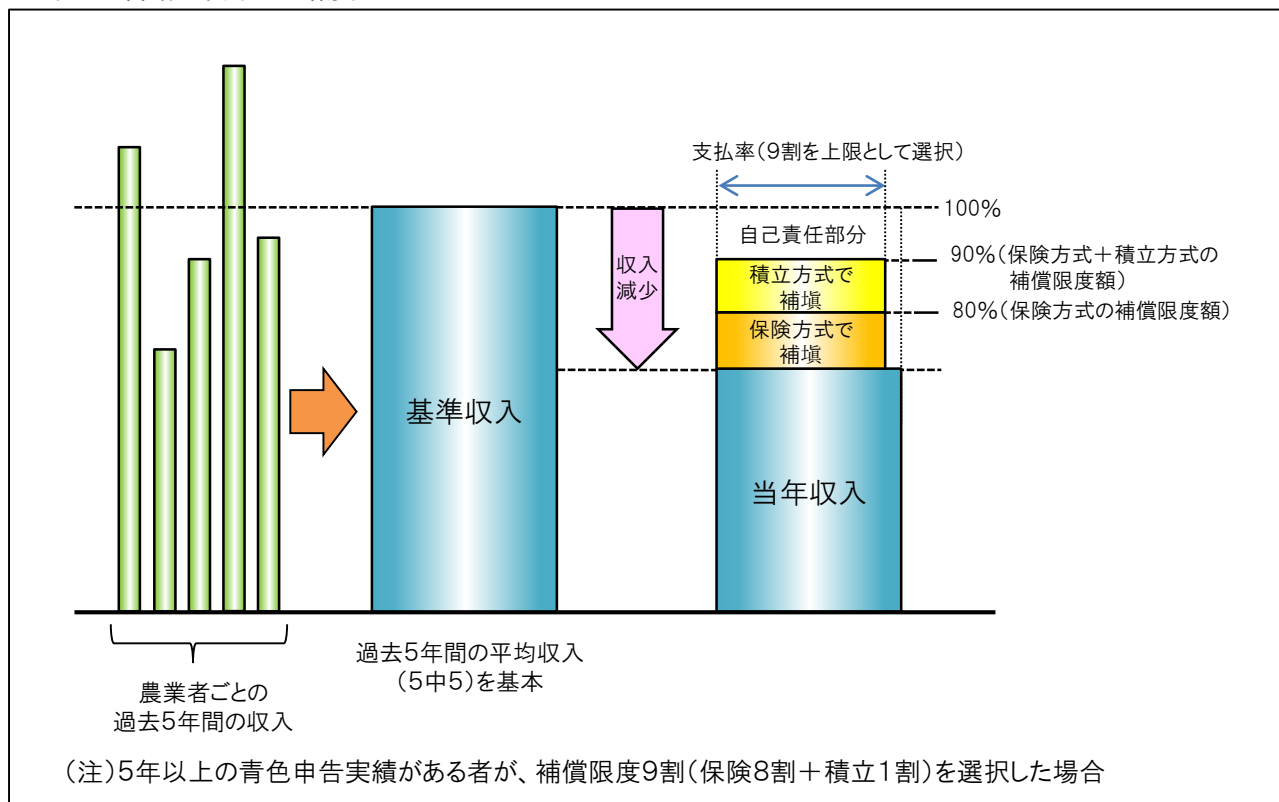 支払率(9割を上限として選択)
100%
自己責任部分
90%(保険方式+積立方式の
補償限度額)
収入
減少
積立方式で
補塡
80%(保険方式の補償限度額)
保険方式で
補塡
基準収入
当年収入
過去5年間の平均収入
(5中5)を基本
農業者ごとの
過去5年間の収入
(注)5年以上の青色申告実績がある者が、補償限度9割(保険8割+積立1割)を選択した場合